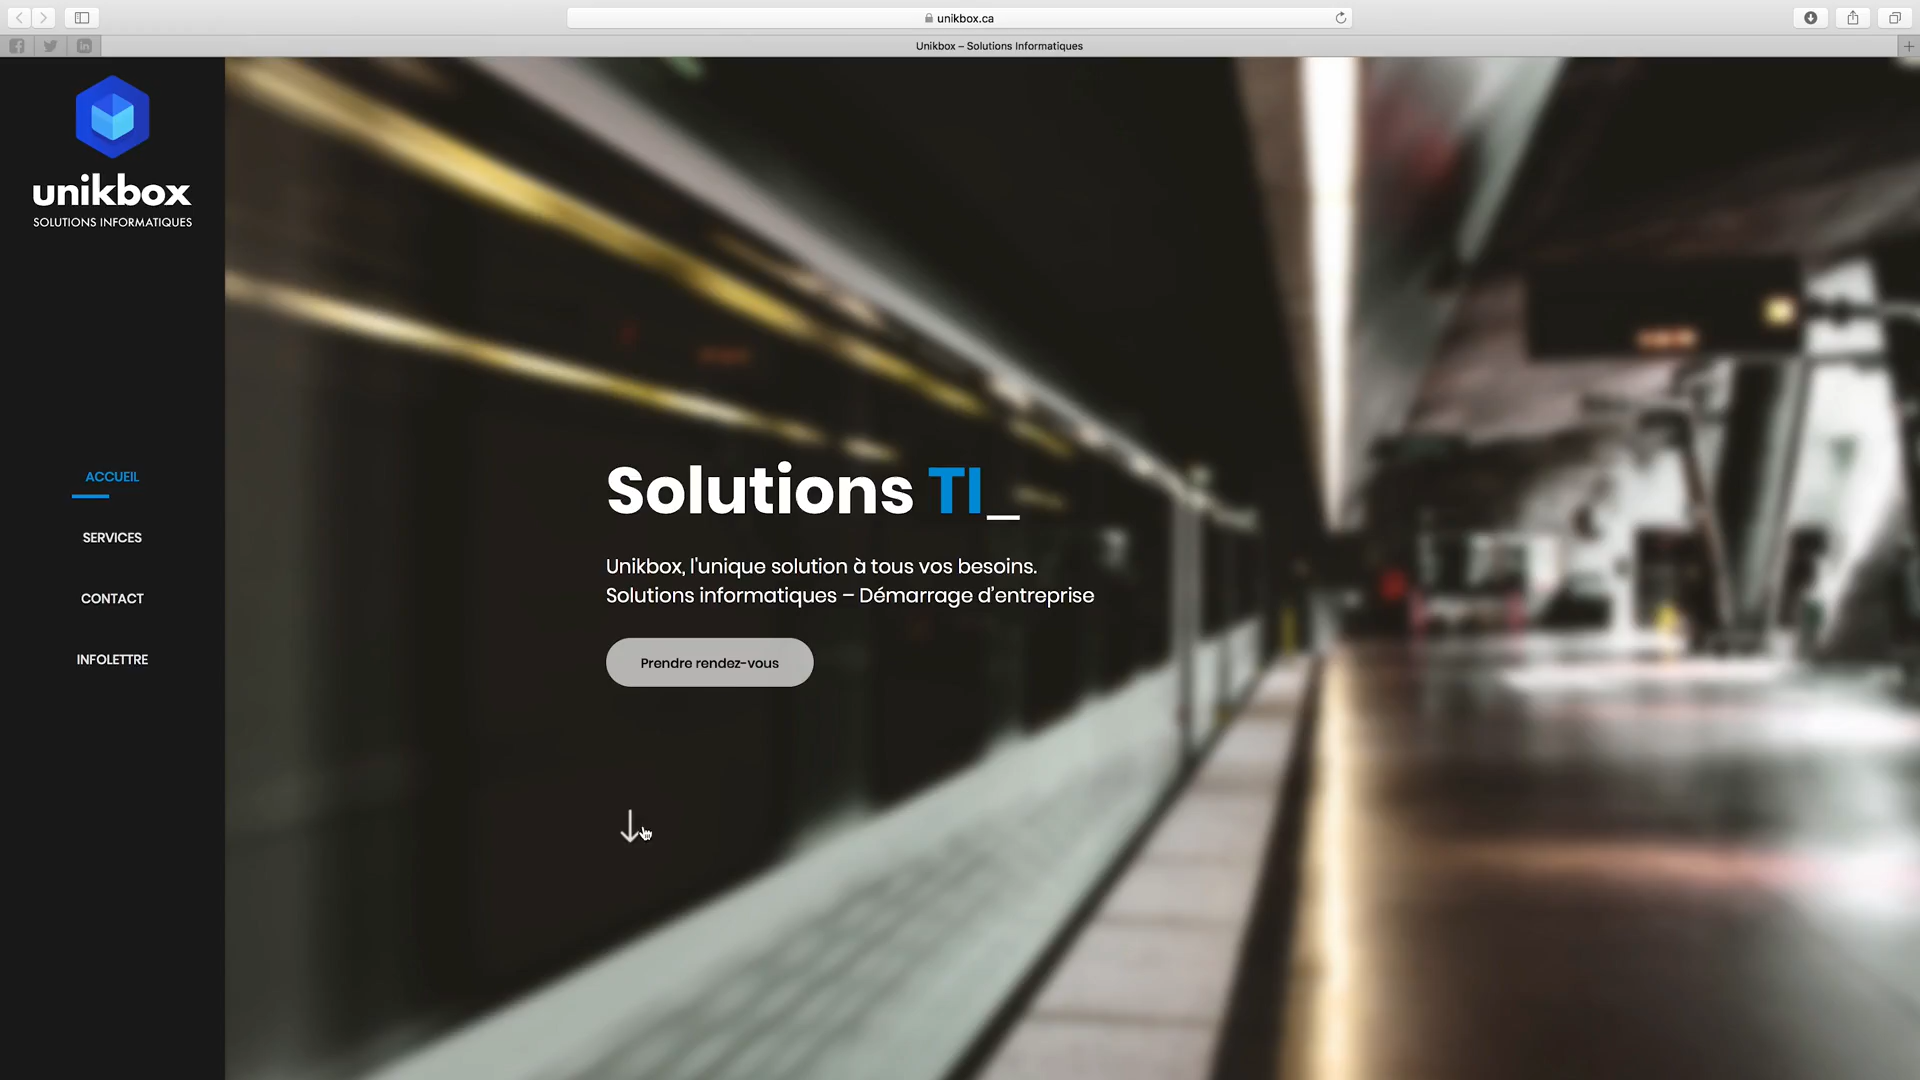 unikbox.ca
Unikbox – Solutions Informatiques
unikbox
SOLUTIONS INFORMATIQUES
ACCUEIL
SERVICES
CONTACT
INFOLETTRE
Solutions TI_
Unikbox, l'unique solution à tous vos besoins.
Solutions informatiques – Démarrage d'entreprise
Prendre rendez-vous